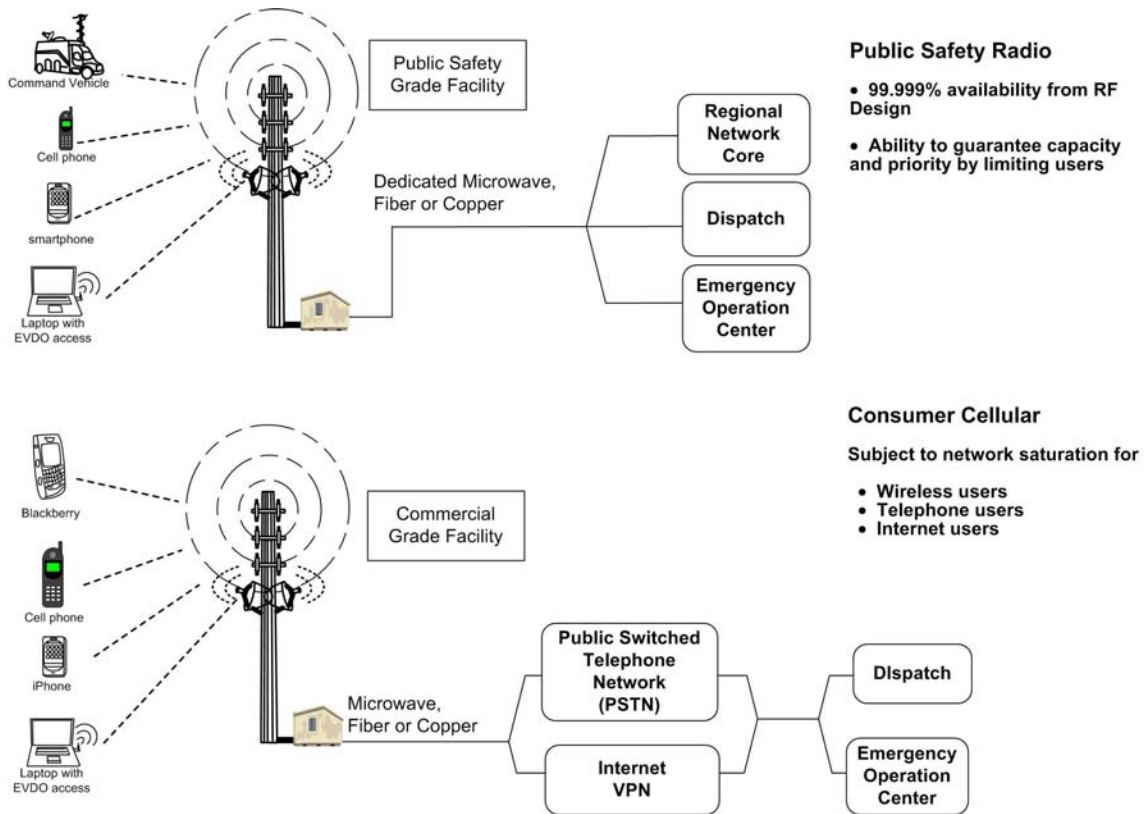 Command Vehicle
Cell phone
smartphone
Laptop with
EVDO access
Public Safety
Grade Facility
Dedicated Microwave,
Fiber or Copper
Regional
Network
Core
Dispatch
Emergency
Operation
Center
Public Safety Radio
• 99.999% availability from RF
Design
• Ability to guarantee capacity
and priority by limiting users
Blackberry
Cell phone
iPhone
Laptop with
EVDO access
Commercial
Grade Facility
Microwave,
Fiber or Copper
Public Switched
Telephone
Network
(PSTN)
Internet
VPN
DIspatch
Emergency
Operation
Center
Consumer Cellular
Subject to network saturation for
• Wireless users
• Telephone users
• Internet users